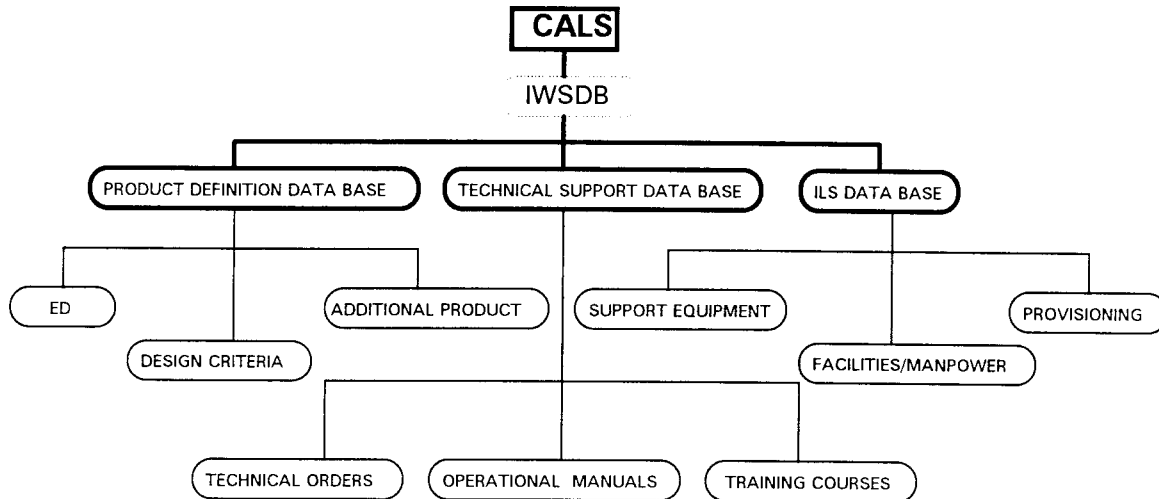 CALS
IWSDB
PRODUCT DEFINITION DATA BASE
TECHNICAL SUPPORT DATA BASE
ILS DATA BASE
ED
ADDITIONAL PRODUCT
SUPPORT EQUIPMENT
PROVISIONING
DESIGN CRITERIA
FACILITIES/MANPOWER
TECHNICAL ORDERS
OPERATIONAL MANUALS
TRAINING COURSES